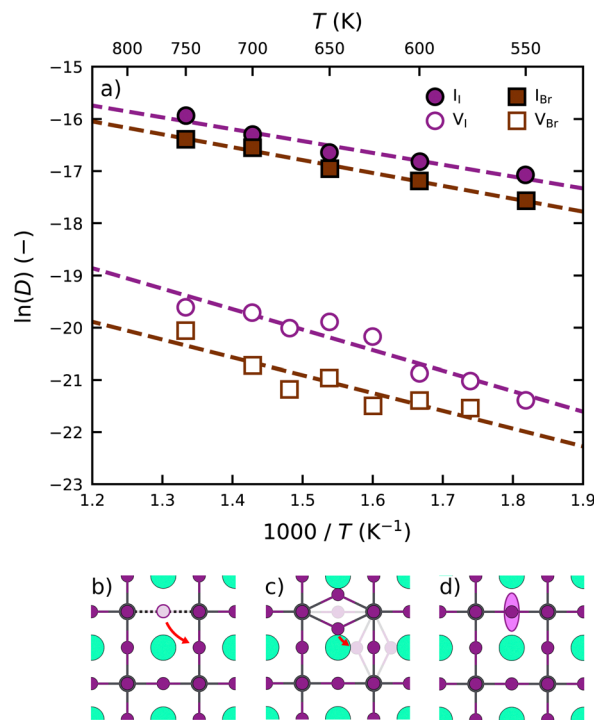 T (K)
800 750 700 650 600 550
−15
a)
I_I I_Br
V_I V_Br
−16
−17
−18
−19
−20
−21
−22
−23
ln(D) (−)
1.2 1.3 1.4 1.5 1.6 1.7 1.8 1.9
1000 / T (K⁻¹)
b) c) d)